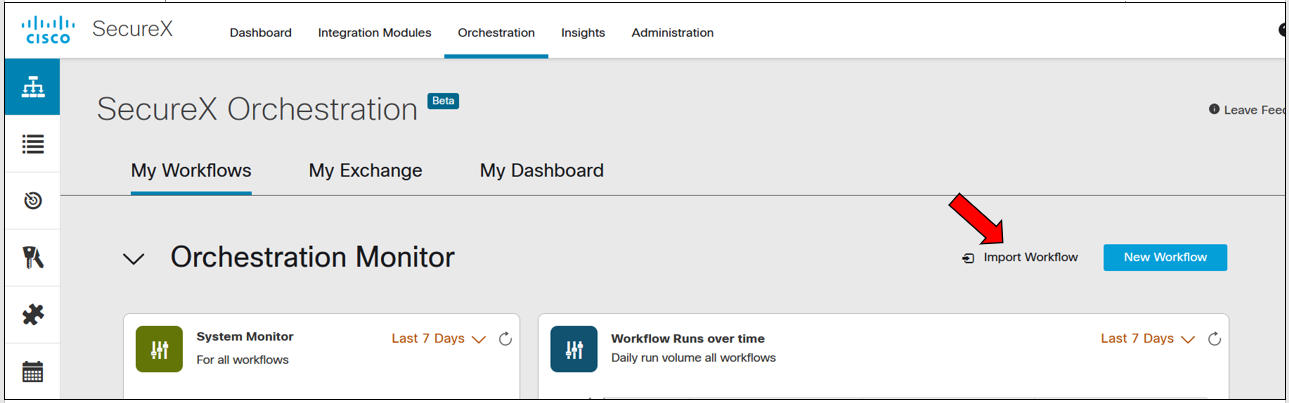 CISCO SecureX Dashboard Integration Modules Orchestration Insights Administration
SecureX Orchestration Beta
Leave
My Workflows My Exchange My Dashboard
Orchestration Monitor Import Workflow New Workflow
System Monitor Last 7 Days
For all workflows
Workflow Runs over time Last 7 Days
Daily run volume all workflows